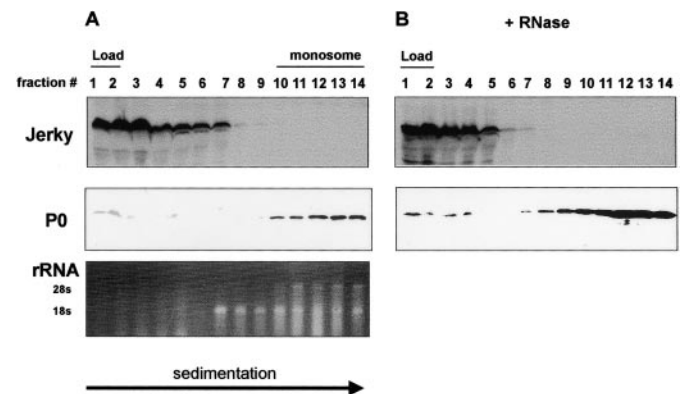 A
B
+ RNase
Load
monosome
Load
fraction # 1 2 3 4 5 6 7 8 9 10 11 12 13 14
1 2 3 4 5 6 7 8 9 10 11 12 13 14
Jerky
P0
rRNA
28s
18s
sedimentation